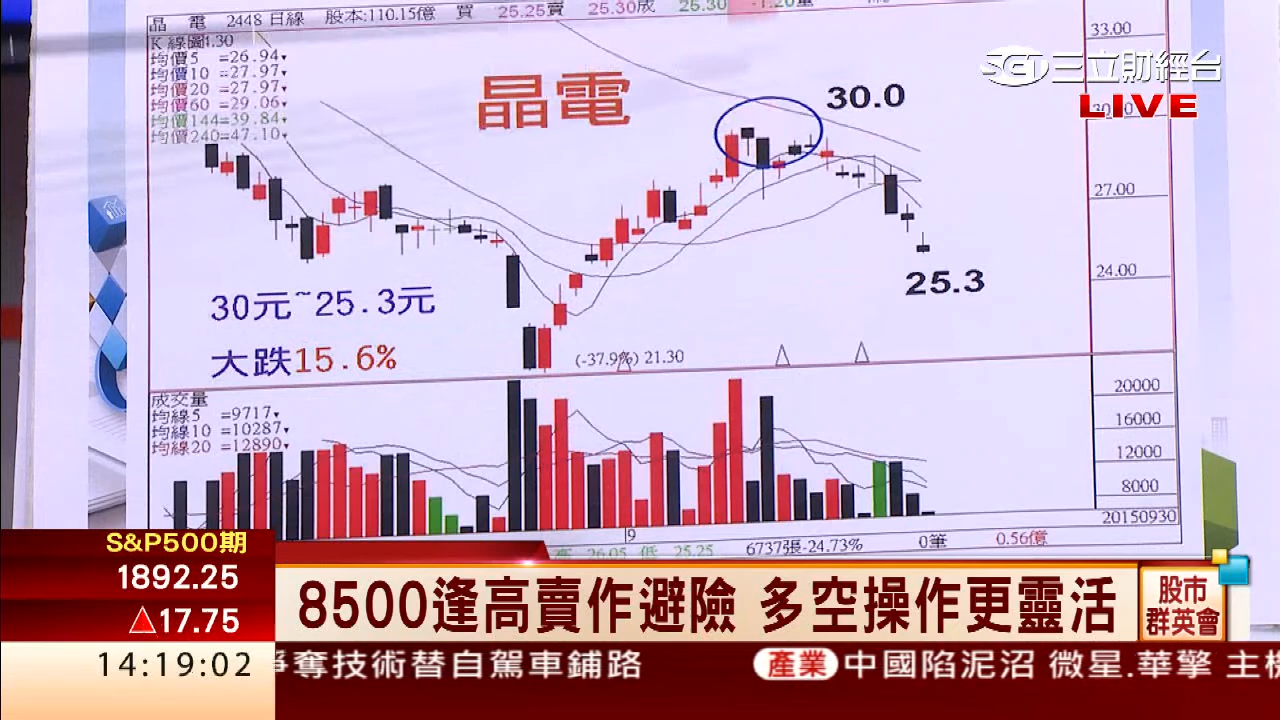 晶 電 2448 日線 股本:110.15億 買 25.25賣 25.30成 25.30 -1.20量
K 線圖4.30
均價5 =26.94▾
均價10 =27.97▾
均價20 =27.97▾
均價60 =29.06▾
均價144=39.84▾
均價240=47.10▾
晶電
30.0
33.00
SET三立財經台
LIVE
27.00
24.00
25.3
30元~25.3元
大跌15.6%
(-37.9%) 21.30
成交量
均線5 =9717▾
均線10 =10287▾
均線20 =12890▾
20000
16000
12000
8000
20150930
9
高 26.05 低 25.25 6737張-24.73% 0筆 0.56億
S&P500期
1892.25
△17.75
8500逢高賣作避險 多空操作更靈活
股市
群英會
14:19:02
爭奪技術替自駕車鋪路 產業 中國陷泥沼 微星.華擎 主機